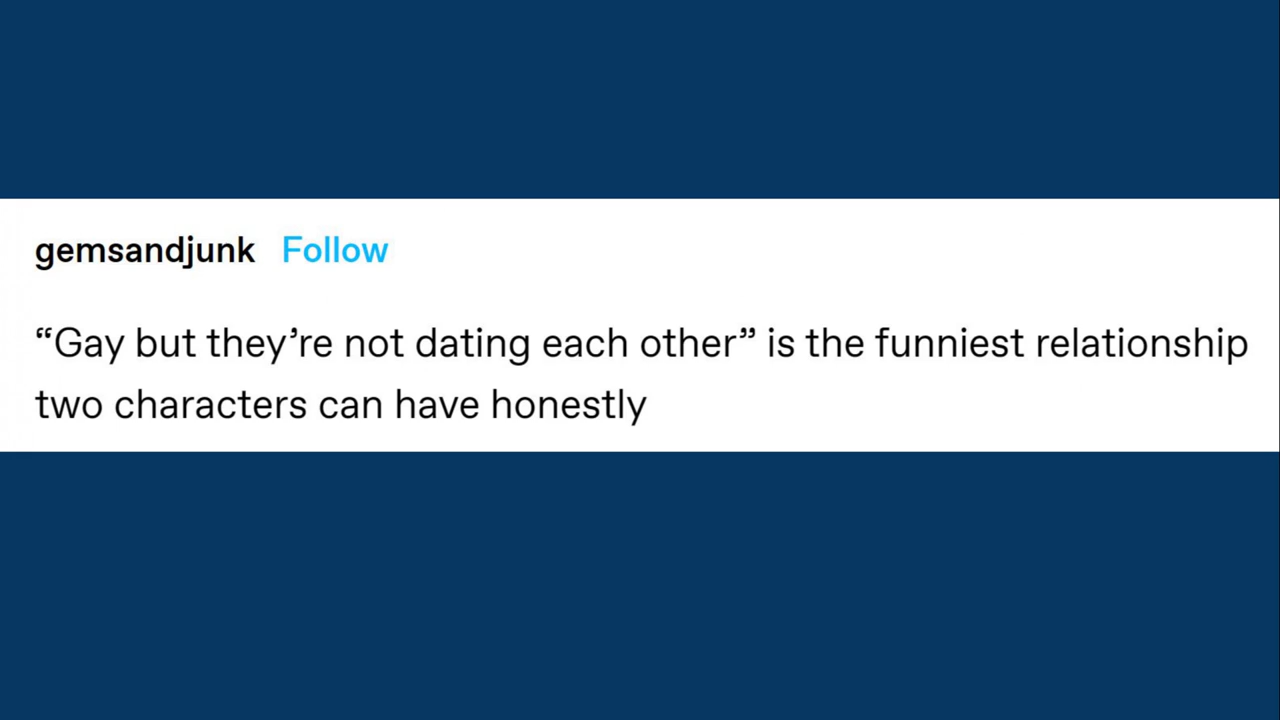 gemsandjunk Follow
“Gay but they’re not dating each other” is the funniest relationship
two characters can have honestly